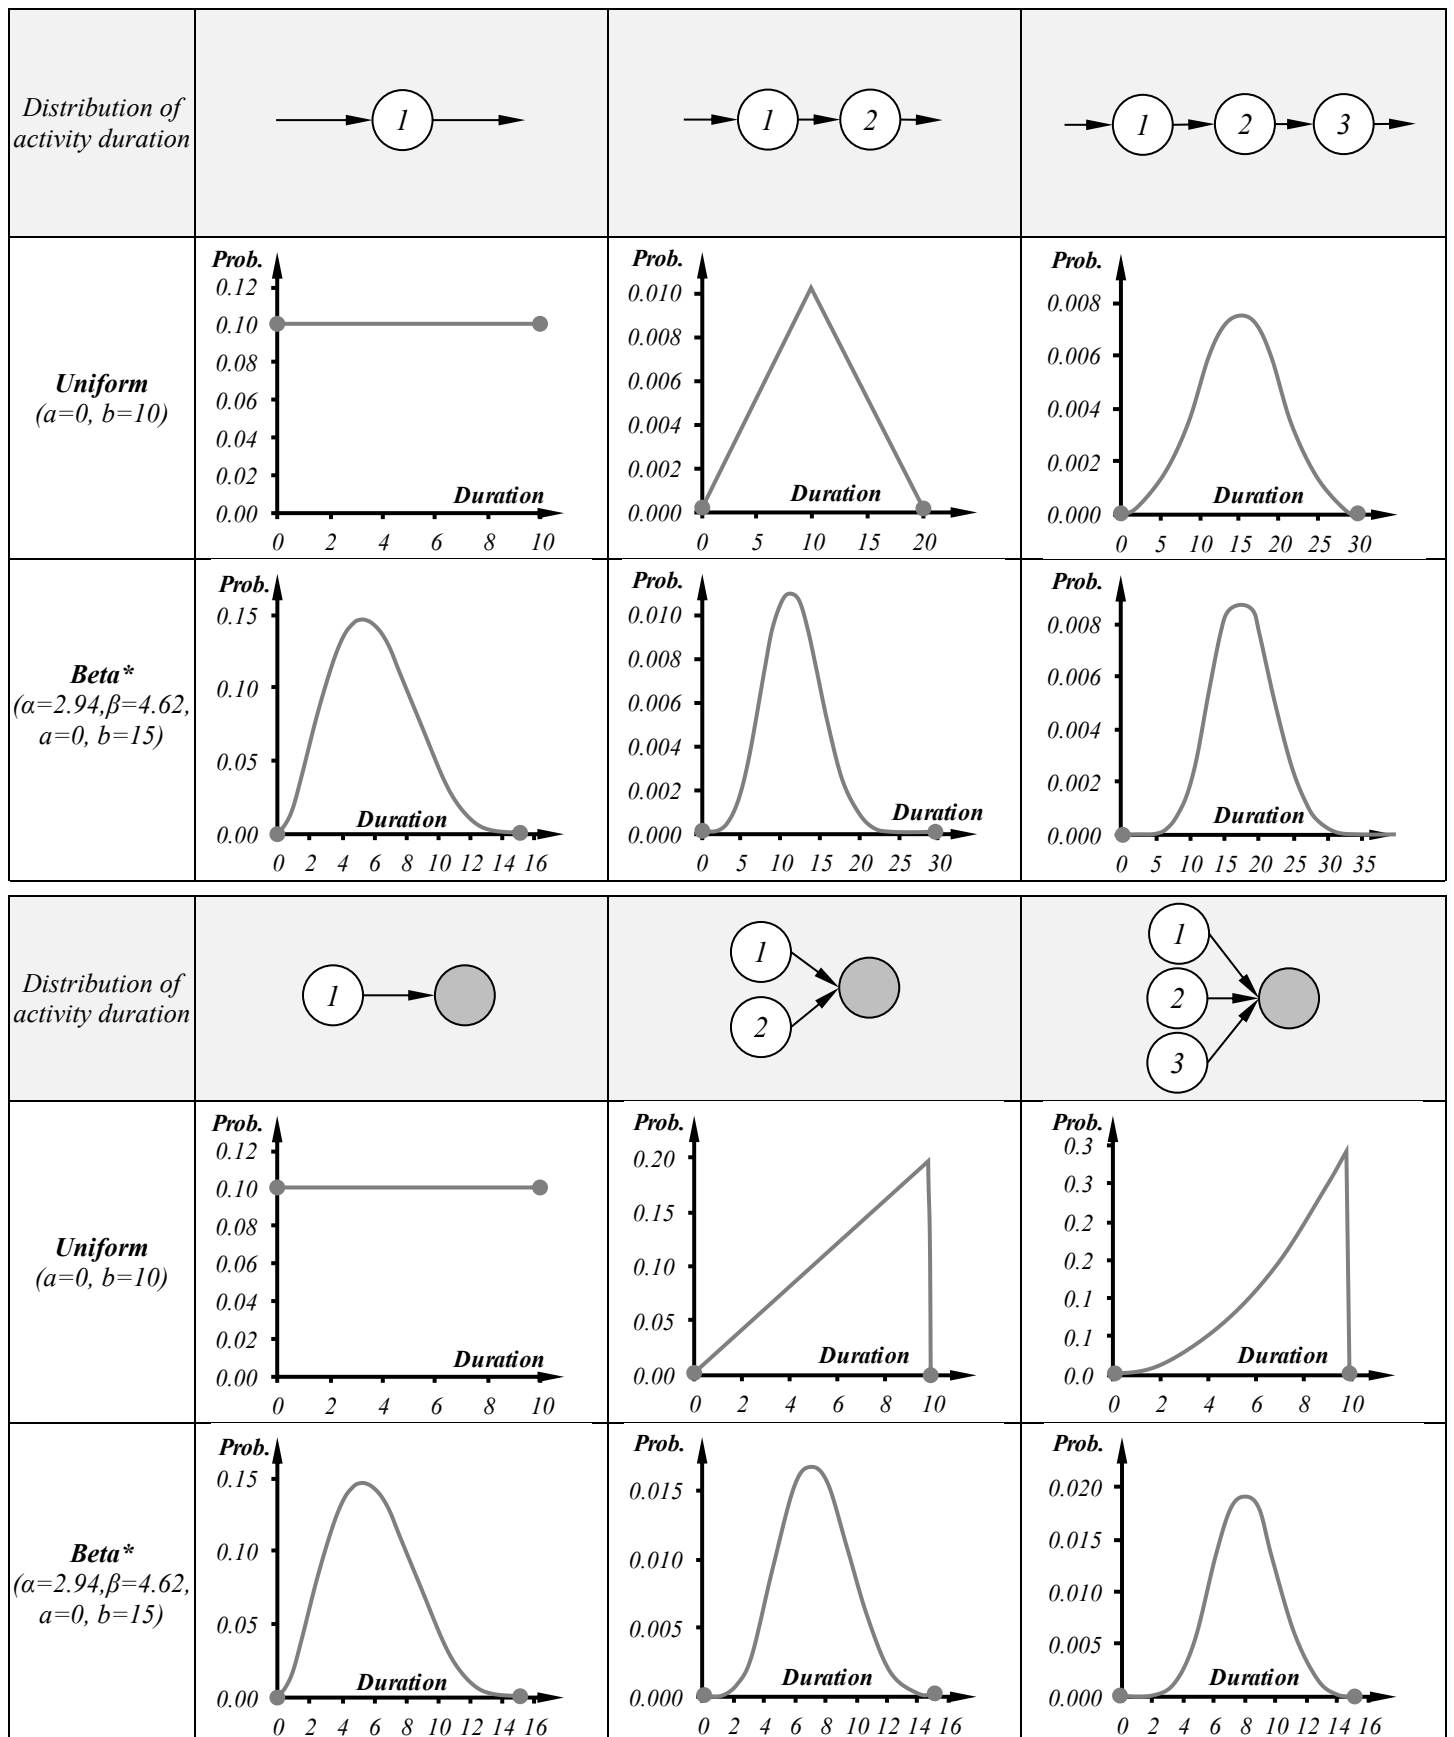 Distribution of
activity duration
1
1 2
1 2 3
Uniform
(a=0, b=10)
Prob.
0.12
0.10
0.08
0.06
0.04
0.02
0.00
Duration
0 2 4 6 8 10
Prob.
0.010
0.008
0.006
0.004
0.002
0.000
Duration
0 5 10 15 20
Prob.
0.008
0.006
0.004
0.002
0.000
Duration
0 5 10 15 20 25 30
Beta*
(α=2.94,β=4.62,
a=0, b=15)
Prob.
0.15
0.10
0.05
0.00
Duration
0 2 4 6 8 10 12 14 16
Prob.
0.010
0.008
0.006
0.004
0.002
0.000
Duration
0 5 10 15 20 25 30
Prob.
0.008
0.006
0.004
0.002
0.000
Duration
0 5 10 15 20 25 30 35
Distribution of
activity duration
1
1
2
1
2
3
Uniform
(a=0, b=10)
Prob.
0.12
0.10
0.08
0.06
0.04
0.02
0.00
Duration
0 2 4 6 8 10
Prob.
0.20
0.15
0.10
0.05
0.00
Duration
0 2 4 6 8 10
Prob.
0.3
0.3
0.2
0.2
0.1
0.1
0.0
Duration
0 2 4 6 8 10
Beta*
(α=2.94,β=4.62,
a=0, b=15)
Prob.
0.15
0.10
0.05
0.00
Duration
0 2 4 6 8 10 12 14 16
Prob.
0.015
0.010
0.005
0.000
Duration
0 2 4 6 8 10 12 14 16
Prob.
0.020
0.015
0.010
0.005
0.000
Duration
0 2 4 6 8 10 12 14 16